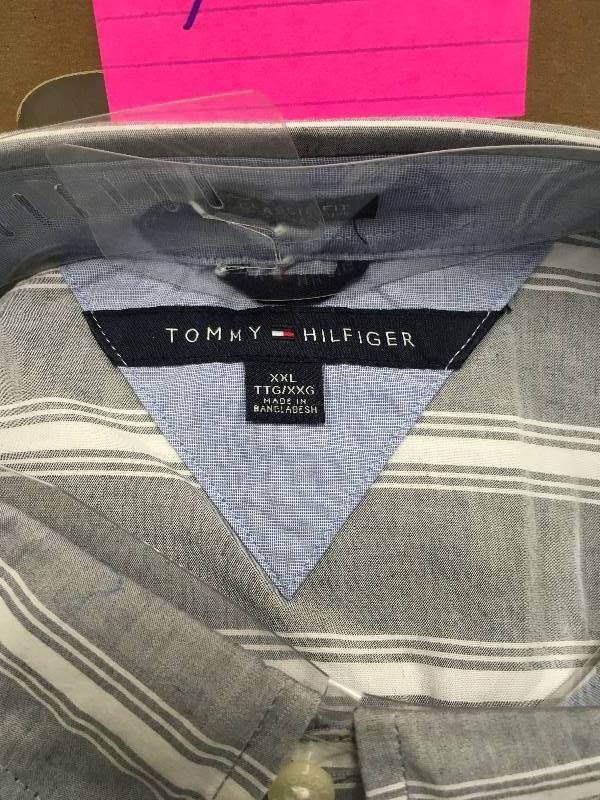 TOMMY HILFIGER
XXL
TTG/XXG
MADE IN
BANGLADESH